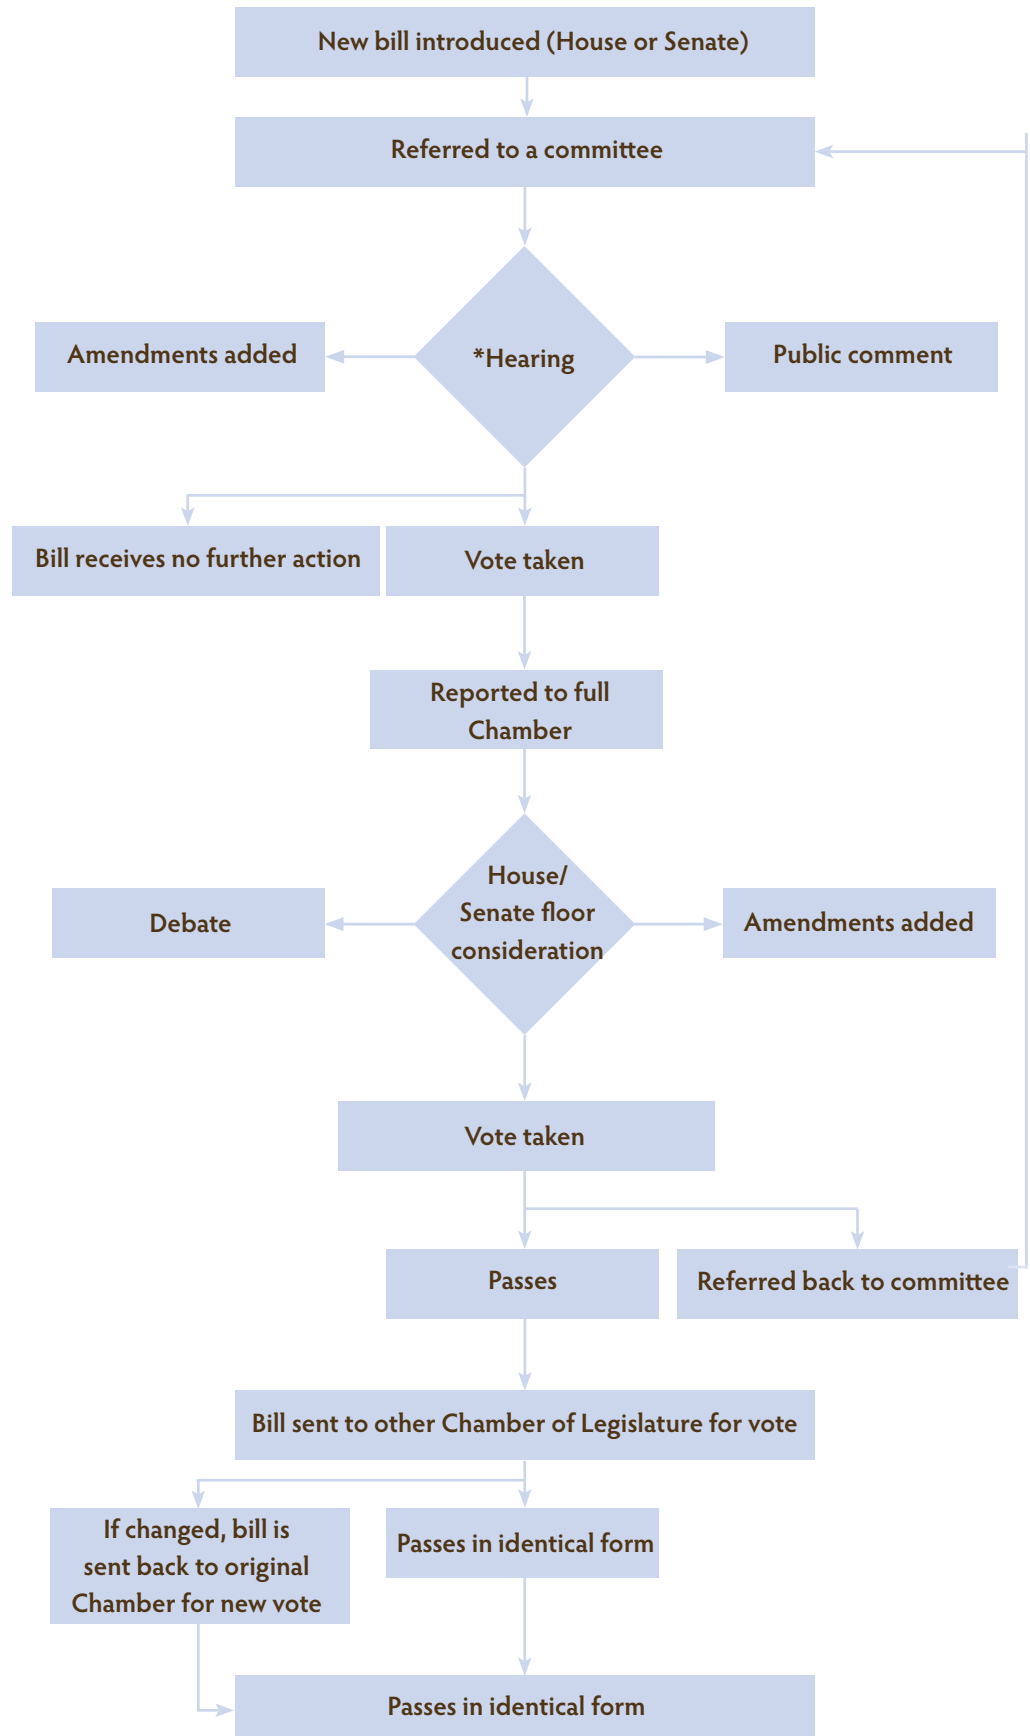 New bill introduced (House or Senate)
Referred to a committee
Amendments added
*Hearing
Public comment
Bill receives no further action
Vote taken
Reported to full
Chamber
House/
Senate floor
consideration
Debate
Amendments added
Vote taken
Passes
Referred back to committee
Bill sent to other Chamber of Legislature for vote
If changed, bill is
sent back to original
Chamber for new vote
Passes in identical form
Passes in identical form